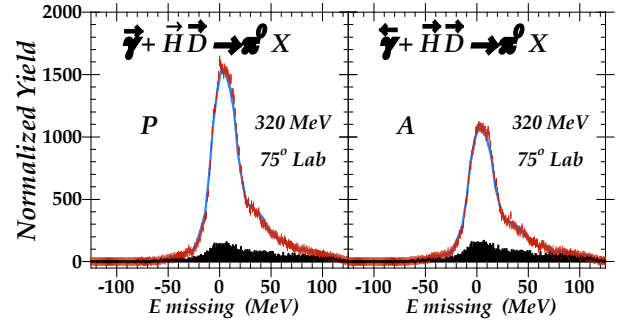 γ⃗ + H⃗ D⃗ → π⁰ X
γ⃖ + H⃗ D⃗ → π⁰ X
P
320 MeV
75° Lab
A
320 MeV
75° Lab
Normalized Yield
2000
1500
1000
500
0
-100 -50 0 50 100
-100 -50 0 50 100
E missing (MeV)
E missing (MeV)